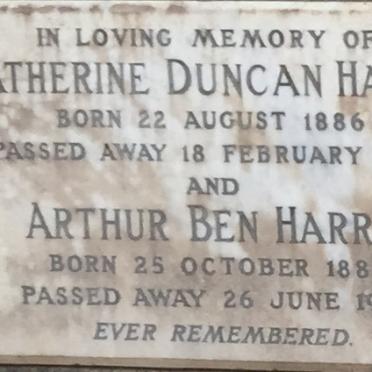 IN LOVING MEMORY OF
ATHERINE DUNCAN HA
BORN 22 AUGUST 1886
PASSED AWAY 18 FEBRUARY
AND
ARTHUR BEN HARR
BORN 25 OCTOBER 188
PASSED AWAY 26 JUNE 19
EVER REMEMBERED.